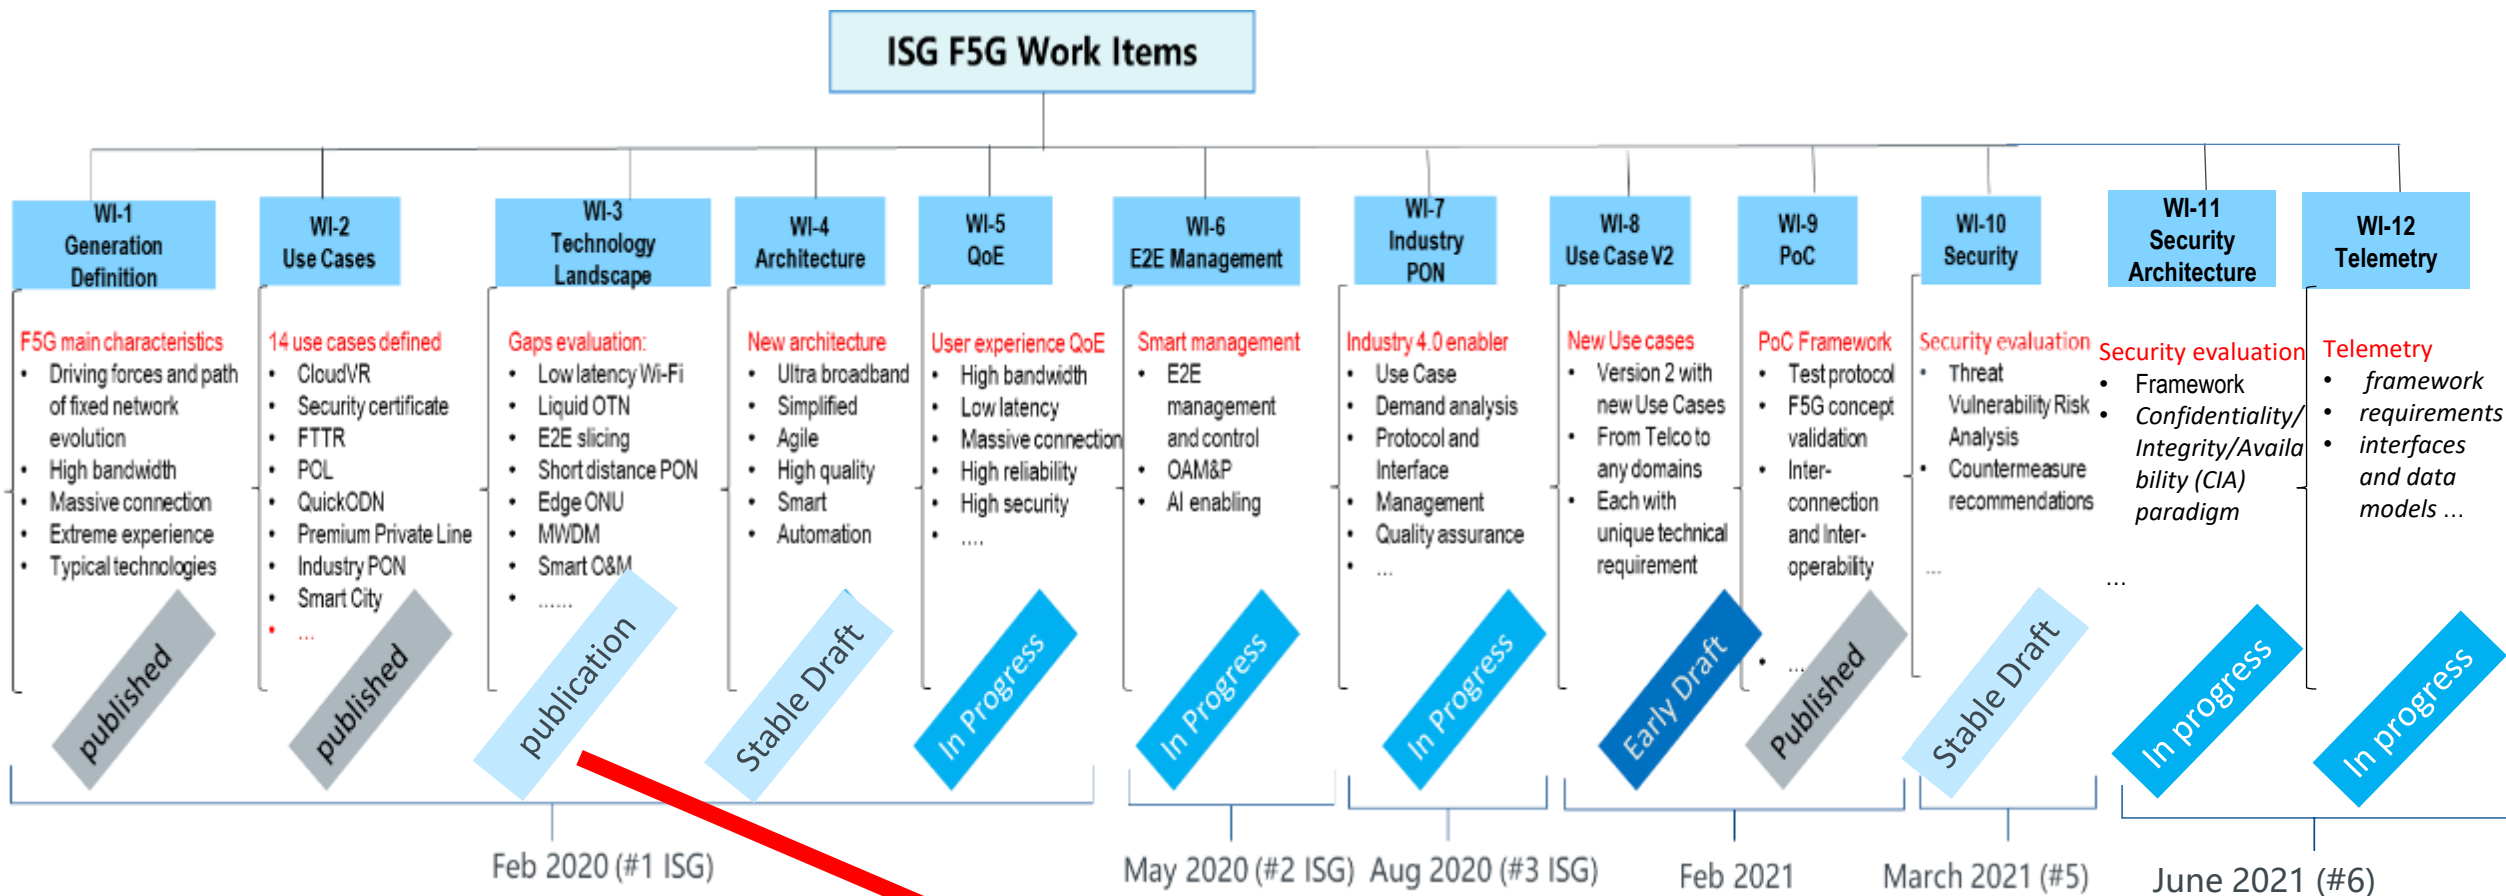 ISG F5G Work Items
WI-1
Generation
Definition
F5G main characteristics
• Driving forces and path
of fixed network
evolution
• High bandwidth
• Massive connection
• Extreme experience
• Typical technologies
published
WI-2
Use Cases
14 use cases defined
• CloudVR
• Security certificate
• FTTR
• POL
• QuickODN
• Premium Private Line
• Industry PON
• Smart City
• ...
published
WI-3
Technology
Landscape
Gaps evaluation:
• Low latency Wi-Fi
• Liquid OTN
• E2E slicing
• Short distance PON
• Edge ONU
• MWDM
• Smart O&M
• ......
publication
WI-4
Architecture
New architecture
• Ultra broadband
• Simplified
• Agile
• High quality
• Smart
• Automation
Stable Draft
WI-5
QoE
User experience QoE
• High bandwidth
• Low latency
• Massive connection
• High reliability
• High security
• ....
In Progress
Feb 2020 (#1 ISG)
WI-6
E2E Management
Smart management
• E2E
management
and control
• OAM&P
• AI enabling
In Progress
May 2020 (#2 ISG)
WI-7
Industry
PON
Industry 4.0 enabler
• Use Case
• Demand analysis
• Protocol and
Interface
• Management
• Quality assurance
• ...
In Progress
Aug 2020 (#3 ISG)
WI-8
Use Case V2
New Use cases
• Version 2 with
new Use Cases
• From Telco to
any domains
• Each with
unique technical
requirement
Early Draft
WI-9
PoC
PoC Framework
• Test protocol
• F5G concept
validation
• Inter-
connection
and Inter-
operability
• ...
Published
Feb 2021
WI-10
Security
Security evaluation
• Threat
Vulnerability Risk
Analysis
• Countermeasure
recommendations
...
Stable Draft
March 2021 (#5)
WI-11
Security
Architecture
Security evaluation
• Framework
• Confidentiality/
Integrity/Availa
bility (CIA)
paradigm
...
In progress
WI-12
Telemetry
Telemetry
• framework
• requirements
• interfaces
and data
models ...
In progress
June 2021 (#6)